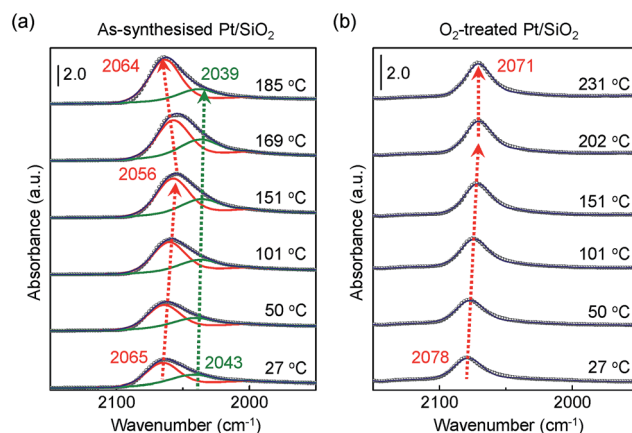 (a) As-synthesised Pt/SiO₂
2.0
2064
2039
185 °C
169 °C
2056
151 °C
101 °C
50 °C
2065
2043
27 °C
Absorbance (a.u.)
2100 2000
Wavenumber (cm⁻¹)
(b) O₂-treated Pt/SiO₂
2.0
2071
231 °C
202 °C
151 °C
101 °C
50 °C
2078
27 °C
Absorbance (a.u.)
2100 2000
Wavenumber (cm⁻¹)